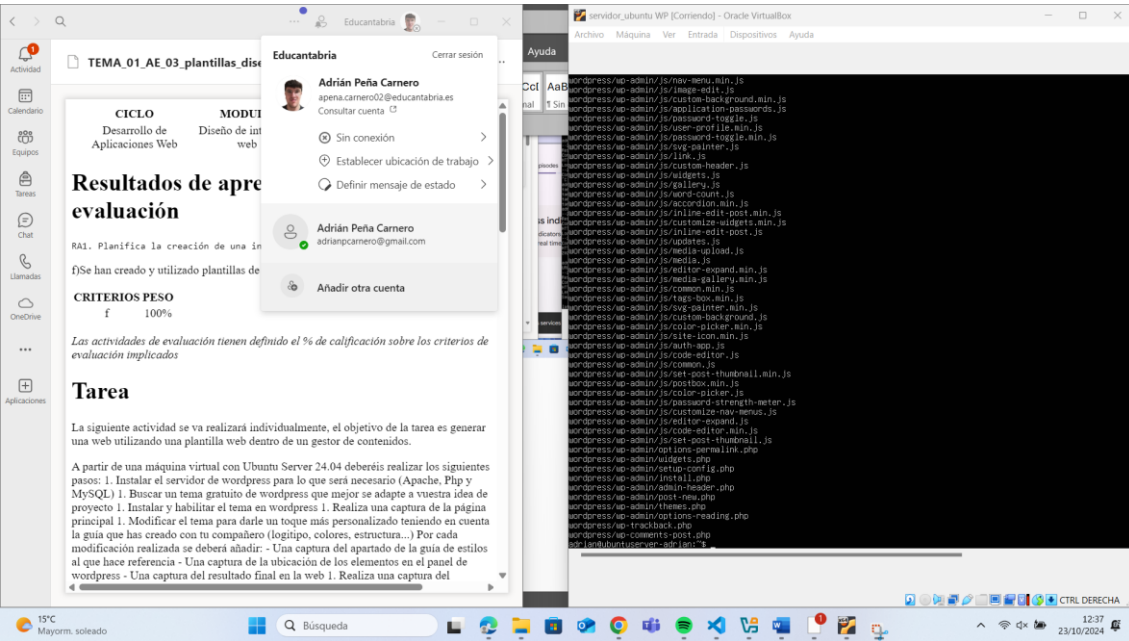 Educantabria
Actividad
Calendario
Equipos
Tareas
Chat
Llamadas
OneDrive
Aplicaciones
1
TEMA_01_AE_03_plantillas_dise
CICLO
Desarrollo de
Aplicaciones Web
MODU
Diseño de int
web
Resultados de apre
evaluación
RA1. Planifica la creación de una in
f)Se han creado y utilizado plantillas de
CRITERIOS PESO
f 100%
Las actividades de evaluación tienen definido el % de calificación sobre los criterios de
evaluación implicados
Tarea
La siguiente actividad se va realizará individualmente, el objetivo de la tarea es generar
una web utilizando una plantilla web dentro de un gestor de contenidos.
A partir de una máquina virtual con Ubuntu Server 24.04 deberéis realizar los siguientes
pasos: 1. Instalar el servidor de wordpress para lo que será necesario (Apache, Php y
MySQL) 1. Buscar un tema gratuito de wordpress que mejor se adapte a vuestra idea de
proyecto 1. Instalar y habilitar el tema en wordpress 1. Realiza una captura de la página
principal 1. Modificar el tema para darle un toque más personalizado teniendo en cuenta
la guía que has creado con tu compañero (logitipo, colores, estructura...) Por cada
modificación realizada se deberá añadir: - Una captura del apartado de la guía de estilos
al que hace referencia - Una captura de la ubicación de los elementos en el panel de
wordpress - Una captura del resultado final en la web 1. Realiza una captura del
Educantabria
Cerrar sesión
Adrián Peña Carnero
apena.carnero02@educantabria.es
Consultar cuenta
Sin conexión
Establecer ubicación de trabajo
Definir mensaje de estado
Adrián Peña Carnero
adrianpcarnero@gmail.com
Añadir otra cuenta
Ayuda
servidor_ubuntu WP [Corriendo] - Oracle VirtualBox
Archivo Máquina Ver Entrada Dispositivos Ayuda
wordpress/wp-admin/js/nav-menu.min.js
wordpress/wp-admin/js/image-edit.js
wordpress/wp-admin/js/custom-background.min.js
wordpress/wp-admin/js/application-passwords.js
wordpress/wp-admin/js/password-toggle.js
wordpress/wp-admin/js/user-profile.min.js
wordpress/wp-admin/js/password-toggle.min.js
wordpress/wp-admin/js/svg-painter.js
wordpress/wp-admin/js/link.js
wordpress/wp-admin/js/custom-header.js
wordpress/wp-admin/js/widgets.js
wordpress/wp-admin/js/gallery.js
wordpress/wp-admin/js/word-count.js
wordpress/wp-admin/js/accordion.min.js
wordpress/wp-admin/js/inline-edit-post.min.js
wordpress/wp-admin/js/customize-widgets.min.js
wordpress/wp-admin/js/inline-edit-post.js
wordpress/wp-admin/js/updates.js
wordpress/wp-admin/js/media-upload.js
wordpress/wp-admin/js/media.js
wordpress/wp-admin/js/editor-expand.min.js
wordpress/wp-admin/js/media-gallery.min.js
wordpress/wp-admin/js/common.min.js
wordpress/wp-admin/js/tags-box.min.js
wordpress/wp-admin/js/svg-painter.min.js
wordpress/wp-admin/js/custom-background.js
wordpress/wp-admin/js/color-picker.min.js
wordpress/wp-admin/js/site-icon.min.js
wordpress/wp-admin/js/auth-app.js
wordpress/wp-admin/js/code-editor.js
wordpress/wp-admin/js/common.js
wordpress/wp-admin/js/set-post-thumbnail.min.js
wordpress/wp-admin/js/postbox.min.js
wordpress/wp-admin/js/color-picker.js
wordpress/wp-admin/js/password-strength-meter.js
wordpress/wp-admin/js/customize-nav-menus.js
wordpress/wp-admin/js/editor-expand.js
wordpress/wp-admin/js/code-editor.min.js
wordpress/wp-admin/js/set-post-thumbnail.js
wordpress/wp-admin/options-permalink.php
wordpress/wp-admin/widgets.php
wordpress/wp-admin/setup-config.php
wordpress/wp-admin/install.php
wordpress/wp-admin/admin-header.php
wordpress/wp-admin/post-new.php
wordpress/wp-admin/themes.php
wordpress/wp-admin/options-reading.php
wordpress/wp-trackback.php
wordpress/wp-comments-post.php
adrian@ubuntuserver-adrian:~$ _
CTRL DERECHA
15°C
Mayorm. soleado
Búsqueda
12:37
23/10/2024